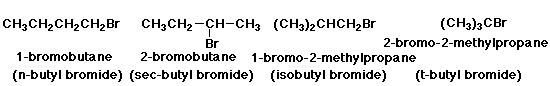 CH3CH2CH2CH2Br CH3CH2-CH-CH3 (CH3)2CHCH2Br (CH3)3CBr
Br
1-bromobutane 2-bromobutane 1-bromo-2-methylpropane 2-bromo-2-methylpropane
(n-butyl bromide) (sec-butyl bromide) (isobutyl bromide) (t-butyl bromide)